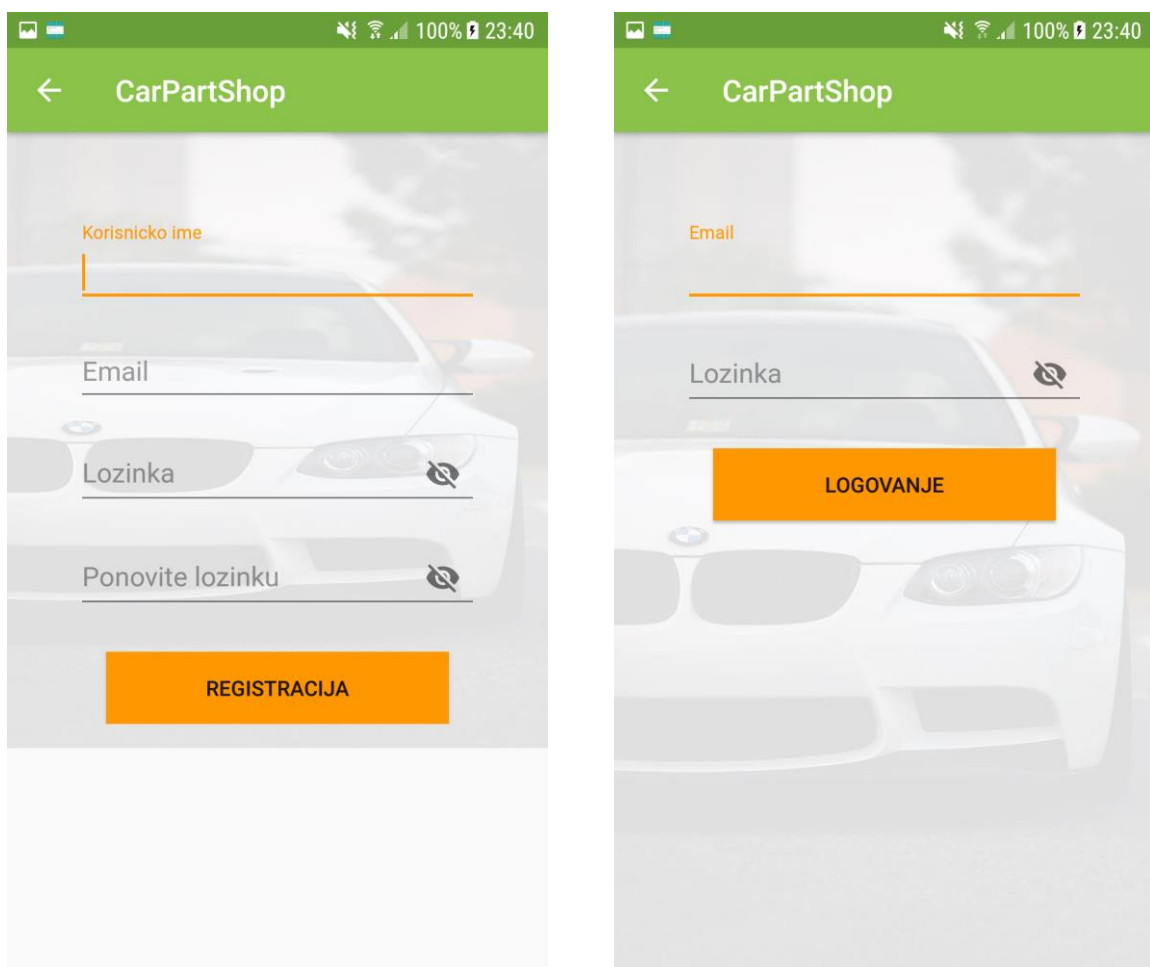 100% 23:40
CarPartShop
Korisnicko ime
Email
Lozinka
Ponovite lozinku
REGISTRACIJA
100% 23:40
CarPartShop
Email
Lozinka
LOGOVANJE